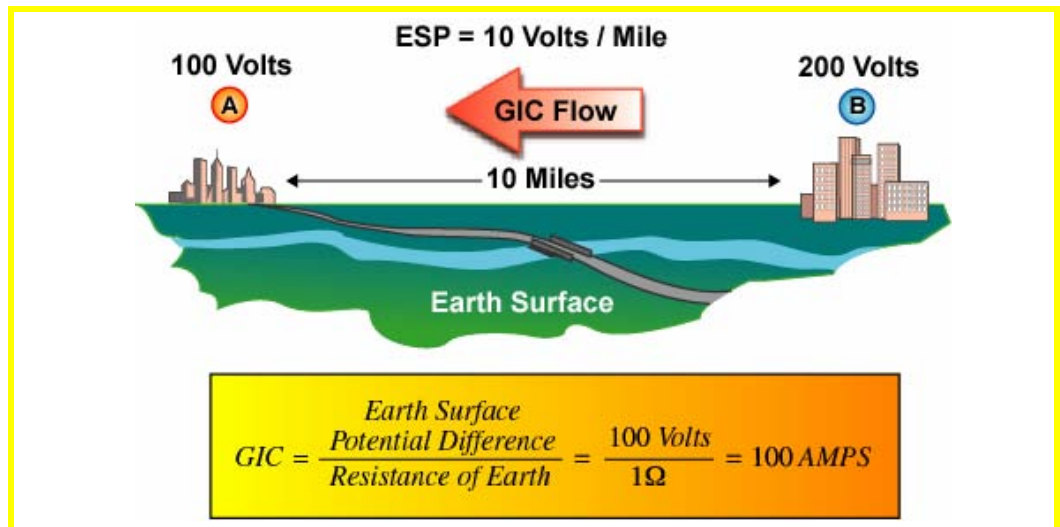 ESP = 10 Volts / Mile
100 Volts
200 Volts
A
GIC Flow
B
10 Miles
Earth Surface
GIC = Earth Surface Potential Difference / Resistance of Earth = 100 Volts / 1Ω = 100 AMPS